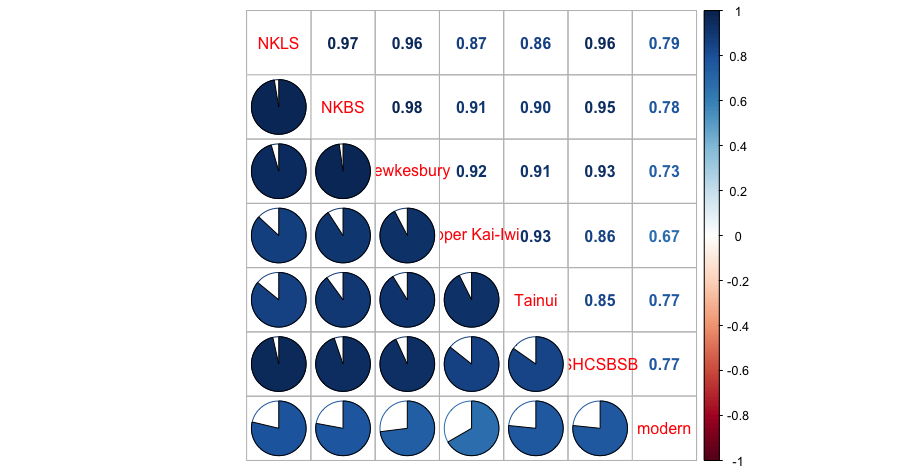 NKLS 0.97 0.96 0.87 0.86 0.96 0.79
NKBS 0.98 0.91 0.90 0.95 0.78
ewkesbury 0.92 0.91 0.93 0.73
pper Kai-Iwi 0.93 0.86 0.67
Tainui 0.85 0.77
SHCSBSB 0.77
modern
1
0.8
0.6
0.4
0.2
0
-0.2
-0.4
-0.6
-0.8
-1